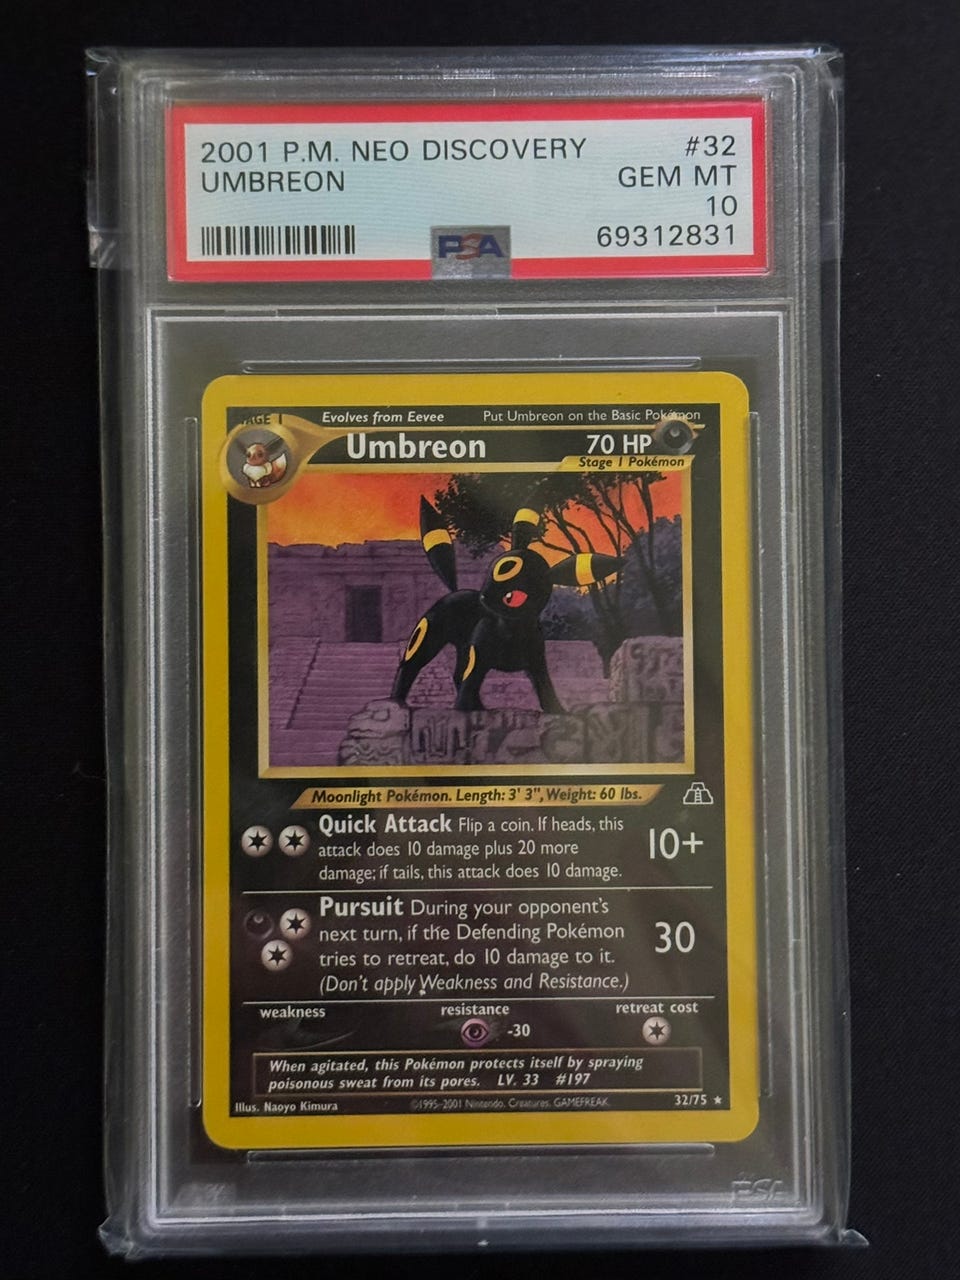 2001 P.M. NEO DISCOVERY #32
UMBREON GEM MT
10
PSA 69312831
Evolves from Eevee Put Umbreon on the Basic Pokémon
Umbreon 70 HP
Stage 1 Pokémon
Moonlight Pokémon. Length: 3' 3", Weight: 60 lbs.
Quick Attack Flip a coin. If heads, this
attack does 10 damage plus 20 more
damage; if tails, this attack does 10 damage.
10+
Pursuit During your opponent's
next turn, if the Defending Pokémon
tries to retreat, do 10 damage to it.
(Don't apply Weakness and Resistance.)
30
weakness resistance retreat cost
-30
When agitated, this Pokémon protects itself by spraying
poisonous sweat from its pores. LV. 33 #197
Illus. Naoyo Kimura ©1995-2001 Nintendo, Creatures, GAMEFREAK. 32/75 ★
PSA